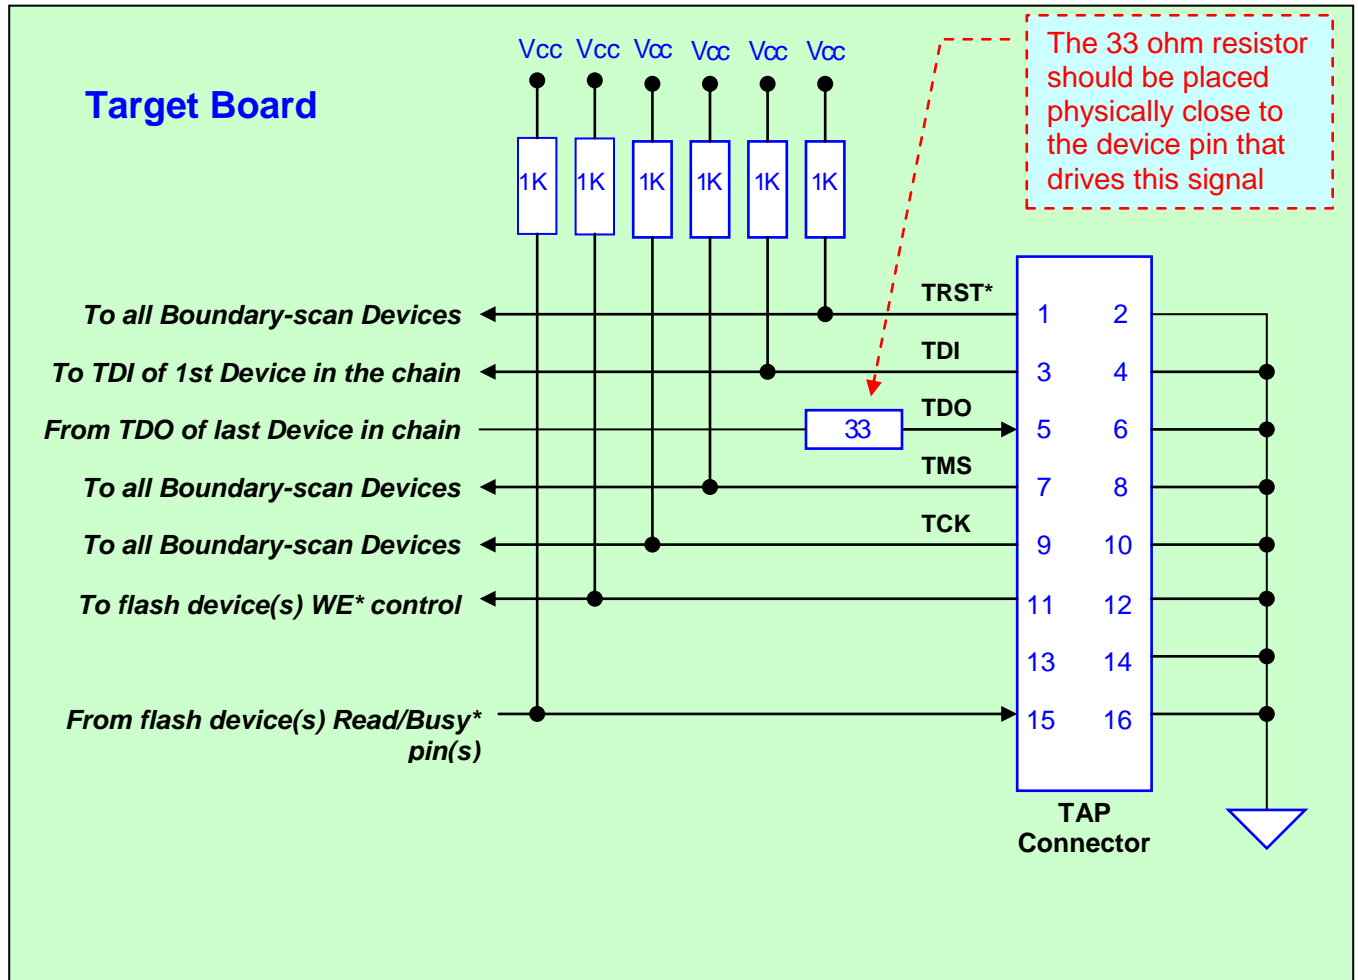 Vcc Vcc Vcc Vcc Vcc Vcc
The 33 ohm resistor
should be placed
physically close to
the device pin that
drives this signal
Target Board
1K 1K 1K 1K 1K 1K
To all Boundary-scan Devices TRST* 1 2
To TDI of 1st Device in the chain TDI 3 4
From TDO of last Device in chain 33 TDO 5 6
To all Boundary-scan Devices TMS 7 8
To all Boundary-scan Devices TCK 9 10
To flash device(s) WE* control 11 12
13 14
From flash device(s) Read/Busy* 15 16
pin(s)
TAP
Connector